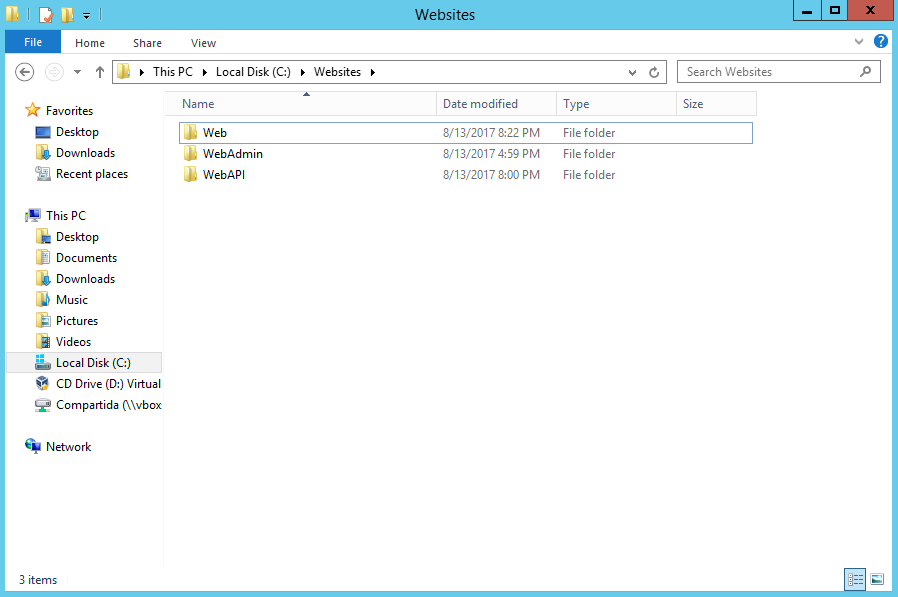 Websites
File Home Share View
This PC Local Disk (C:) Websites Search Websites
Name Date modified Type Size
Web 8/13/2017 8:22 PM File folder
WebAdmin 8/13/2017 4:59 PM File folder
WebAPI 8/13/2017 8:00 PM File folder
Favorites
Desktop
Downloads
Recent places
This PC
Desktop
Documents
Downloads
Music
Pictures
Videos
Local Disk (C:)
CD Drive (D:) Virtual
Compartida (\\vbox
Network
3 items